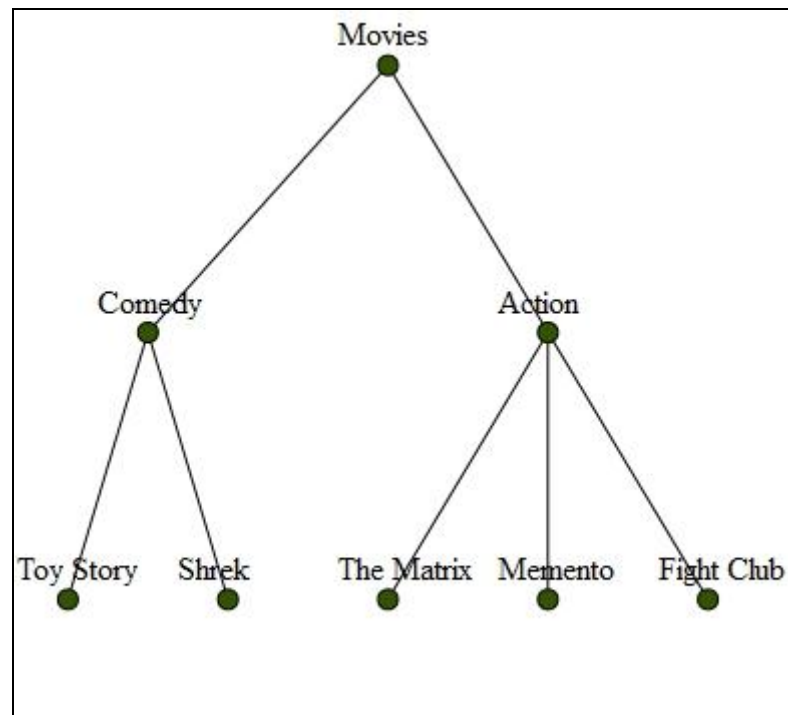 Movies
Comedy
Action
Toy Story
Shrek
The Matrix
Memento
Fight Club